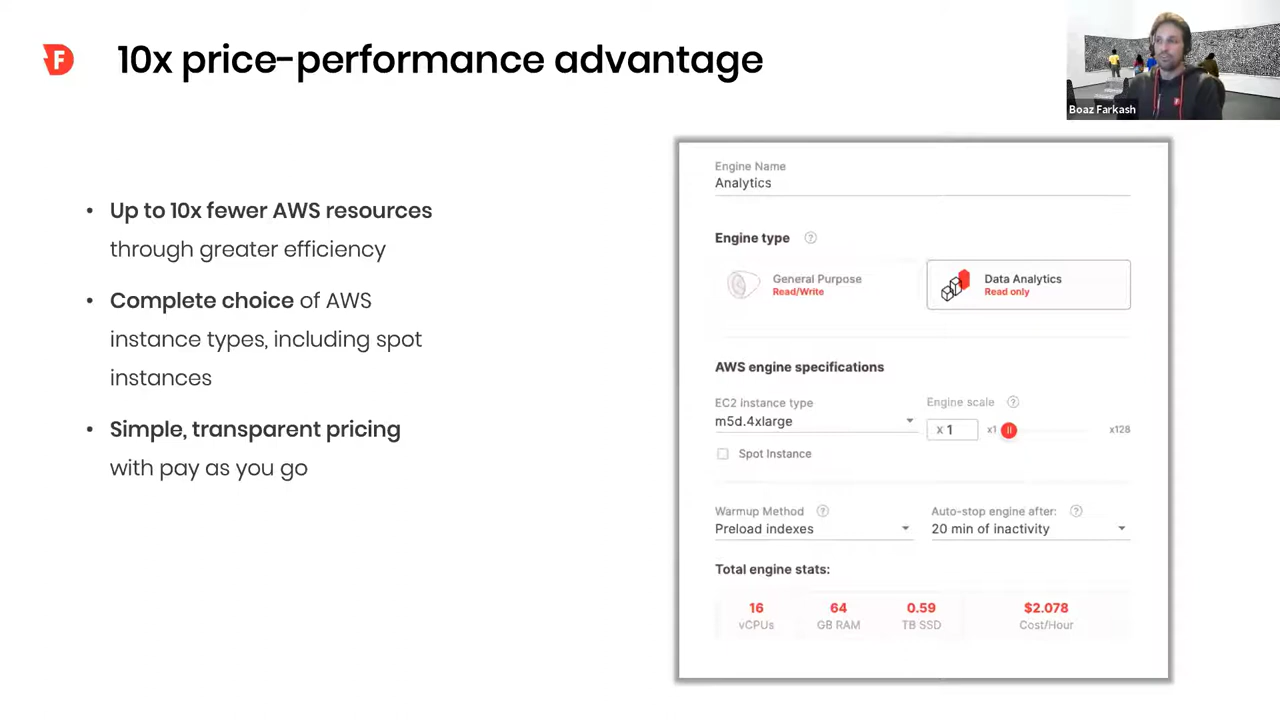 F
10x price-performance advantage
Boaz Farkash
• Up to 10x fewer AWS resources
through greater efficiency
• Complete choice of AWS
instance types, including spot
instances
• Simple, transparent pricing
with pay as you go
Engine Name
Analytics
Engine type ?
General Purpose
Read/Write
Data Analytics
Read only
AWS engine specifications
EC2 instance type
m5d.4xlarge
Engine scale ?
x 1 x1 x128
Spot Instance
Warmup Method ?
Preload indexes
Auto-stop engine after: ?
20 min of inactivity
Total engine stats:
16 64 0.59 $2.078
vCPUs GB RAM TB SSD Cost/Hour